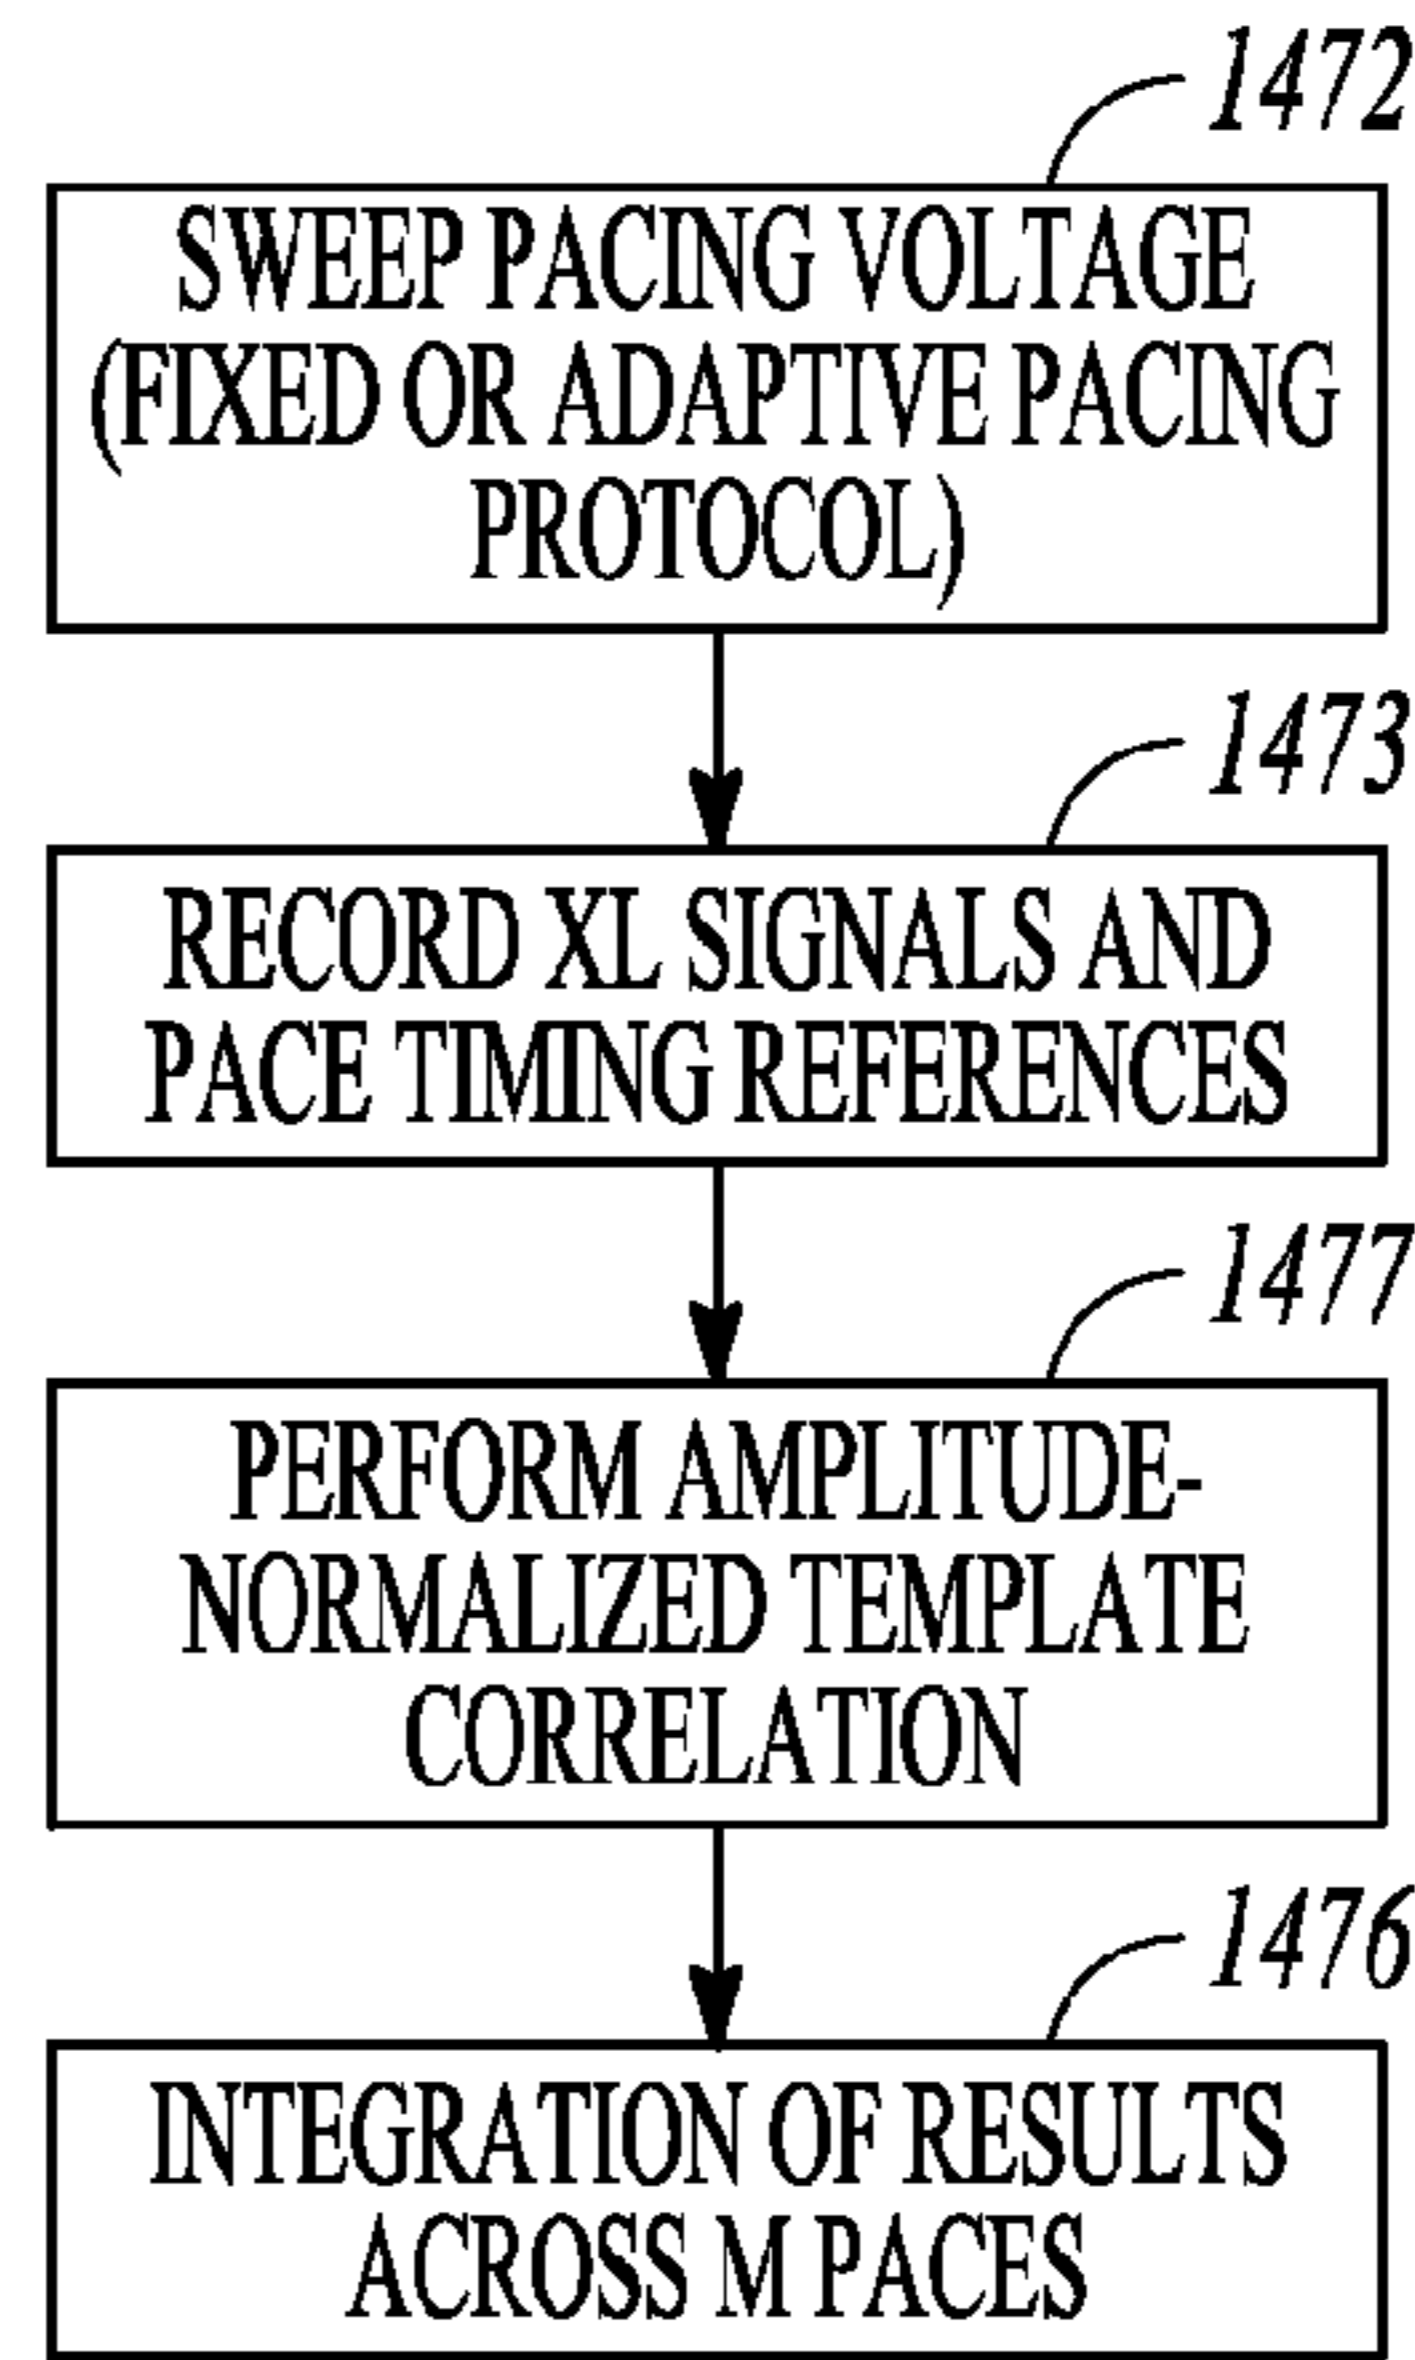 1472
SWEEP PACING VOLTAGE
(FIXED OR ADAPTIVE PACING
PROTOCOL)
1473
RECORD XL SIGNALS AND
PACE TIMING REFERENCES
1477
PERFORM AMPLITUDE-
NORMALIZED TEMPLATE
CORRELATION
1476
INTEGRATION OF RESULTS
ACROSS M PACES